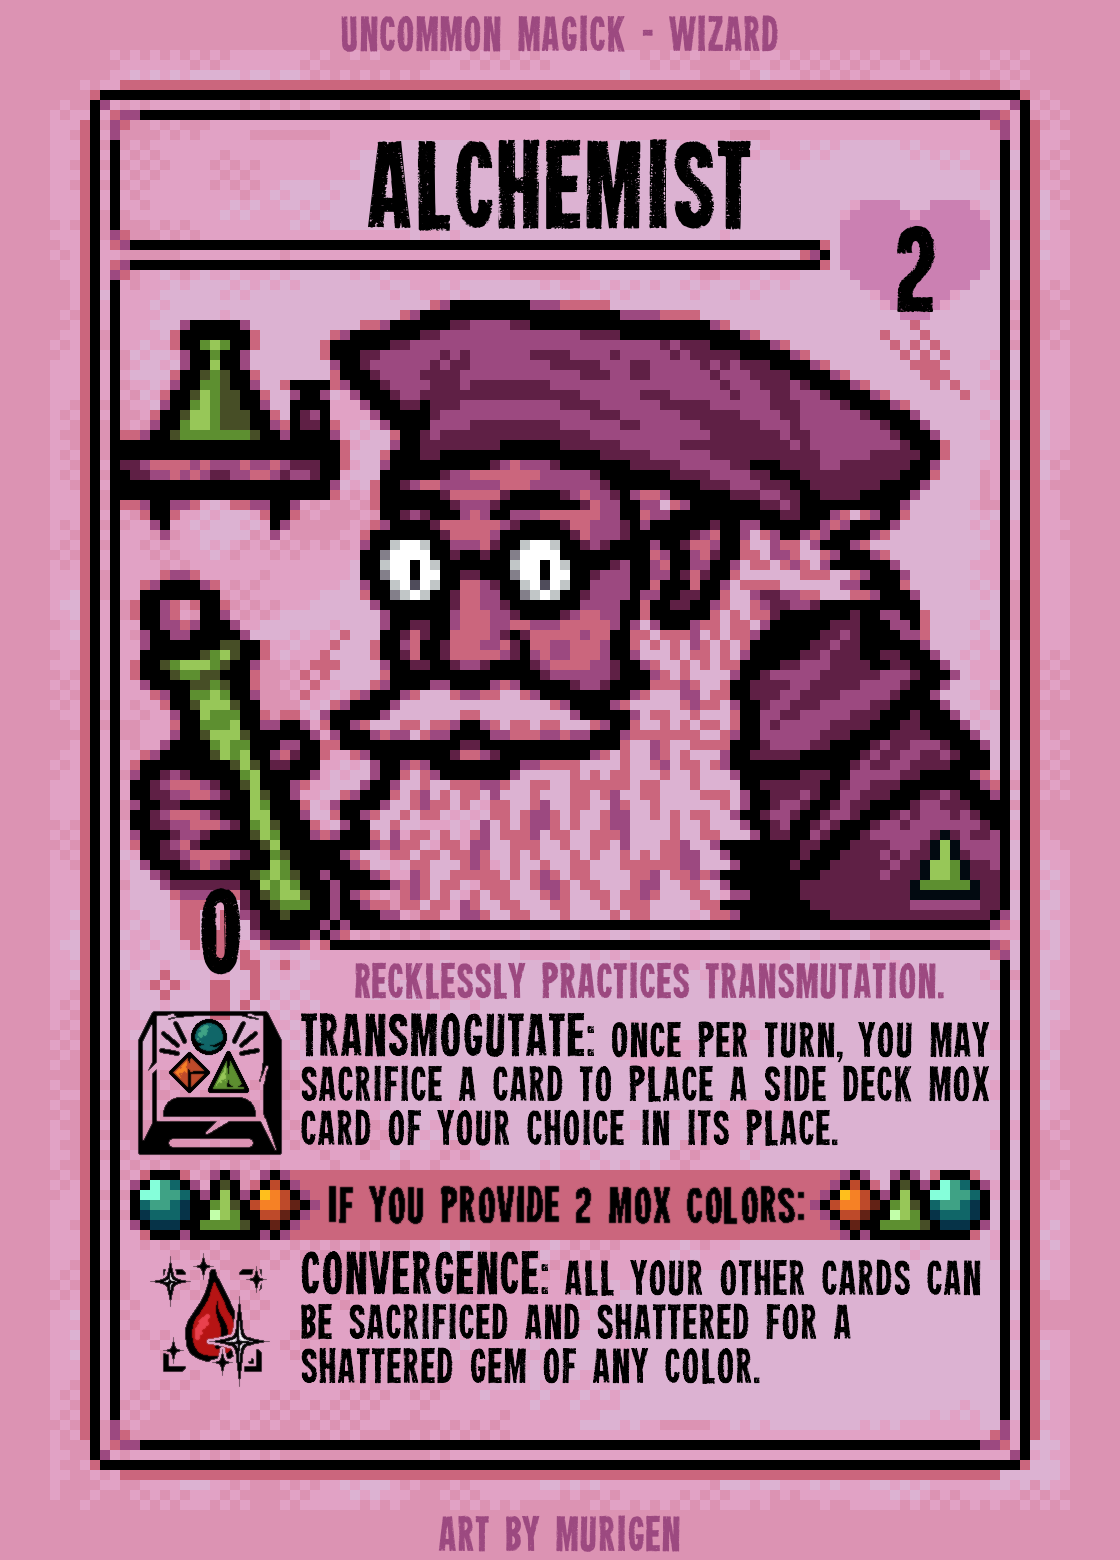 UNCOMMON MAGICK - WIZARD
ALCHEMIST
2
0
RECKLESSLY PRACTICES TRANSMUTATION.
TRANSMOGUTATE: ONCE PER TURN, YOU MAY
SACRIFICE A CARD TO PLACE A SIDE DECK MOX
CARD OF YOUR CHOICE IN ITS PLACE.
IF YOU PROVIDE 2 MOX COLORS:
CONVERGENCE: ALL YOUR OTHER CARDS CAN
BE SACRIFICED AND SHATTERED FOR A
SHATTERED GEM OF ANY COLOR.
ART BY MURIGEN